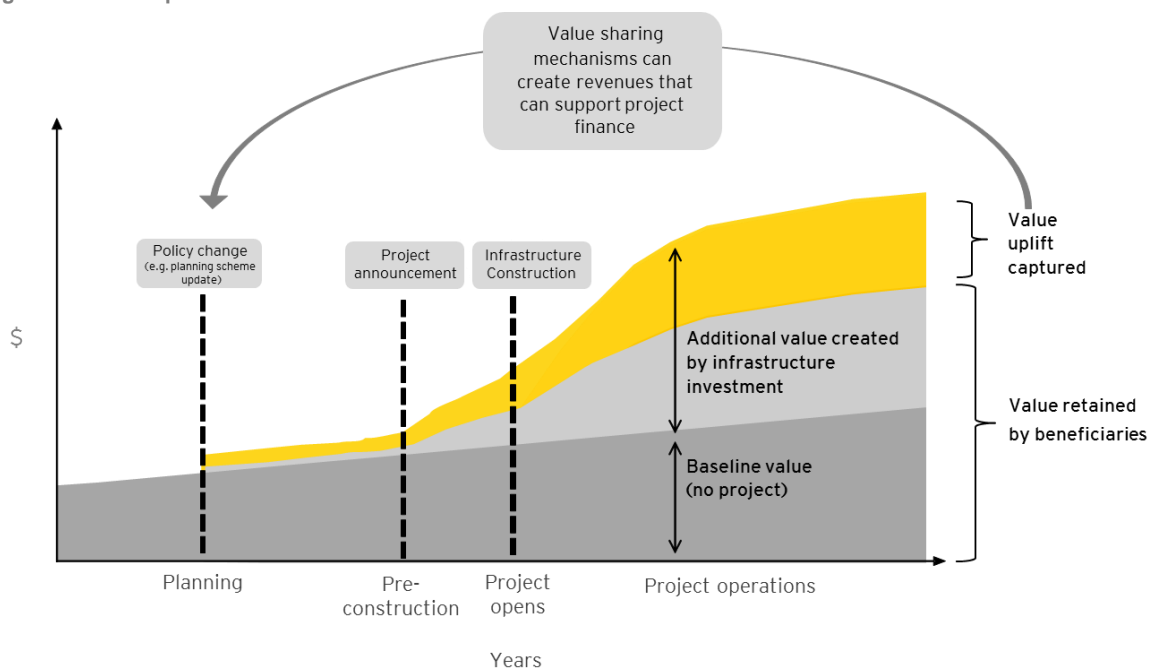 Value sharing
mechanisms can
create revenues that
can support project
finance
Policy change
(e.g. planning scheme
update)
Project
announcement
Infrastructure
Construction
Value
uplift
captured
$
Additional value created
by infrastructure
investment
Value retained
by beneficiaries
Baseline value
(no project)
Planning
Pre-
construction
Project
opens
Project operations
Years